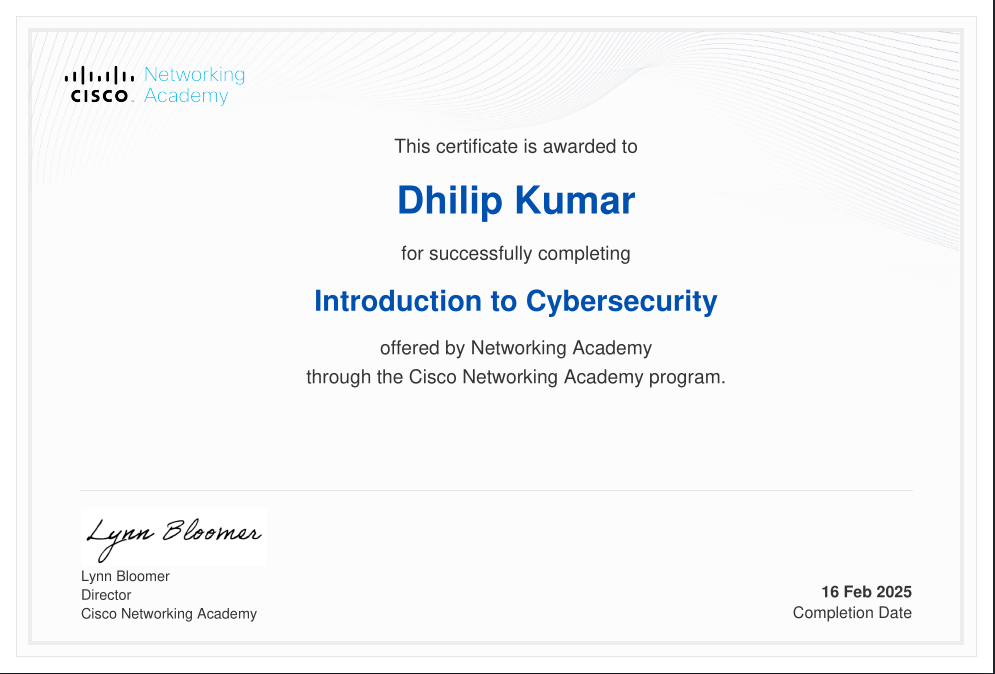 Networking
CISCO Academy
This certificate is awarded to
Dhilip Kumar
for successfully completing
Introduction to Cybersecurity
offered by Networking Academy
through the Cisco Networking Academy program.
Lynn Bloomer
Lynn Bloomer
Director
Cisco Networking Academy
16 Feb 2025
Completion Date